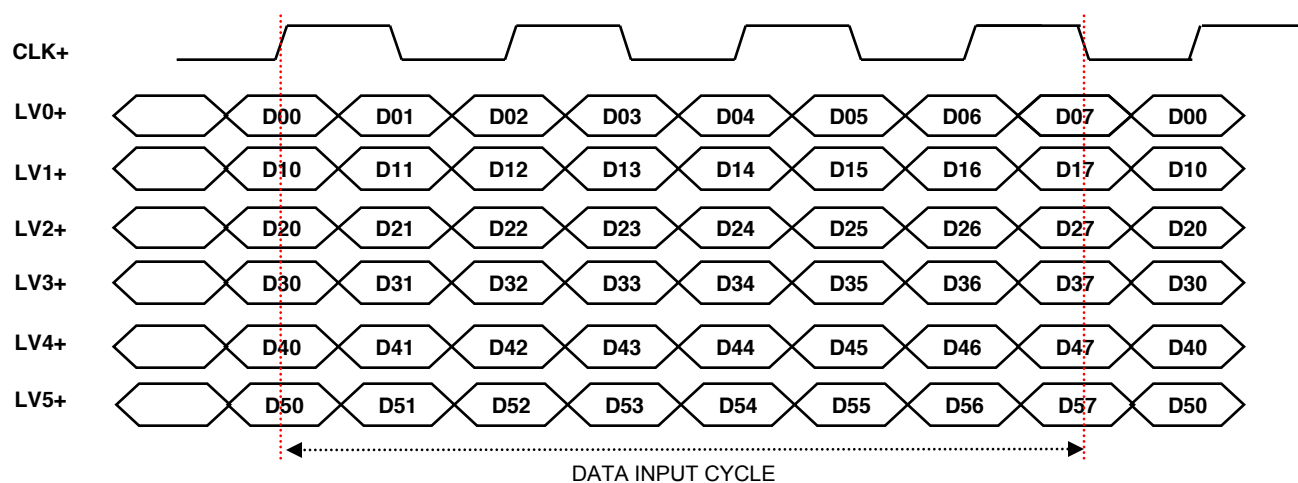 CLK+
LV0+ D00 D01 D02 D03 D04 D05 D06 D07 D00
LV1+ D10 D11 D12 D13 D14 D15 D16 D17 D10
LV2+ D20 D21 D22 D23 D24 D25 D26 D27 D20
LV3+ D30 D31 D32 D33 D34 D35 D36 D37 D30
LV4+ D40 D41 D42 D43 D44 D45 D46 D47 D40
LV5+ D50 D51 D52 D53 D54 D55 D56 D57 D50
DATA INPUT CYCLE